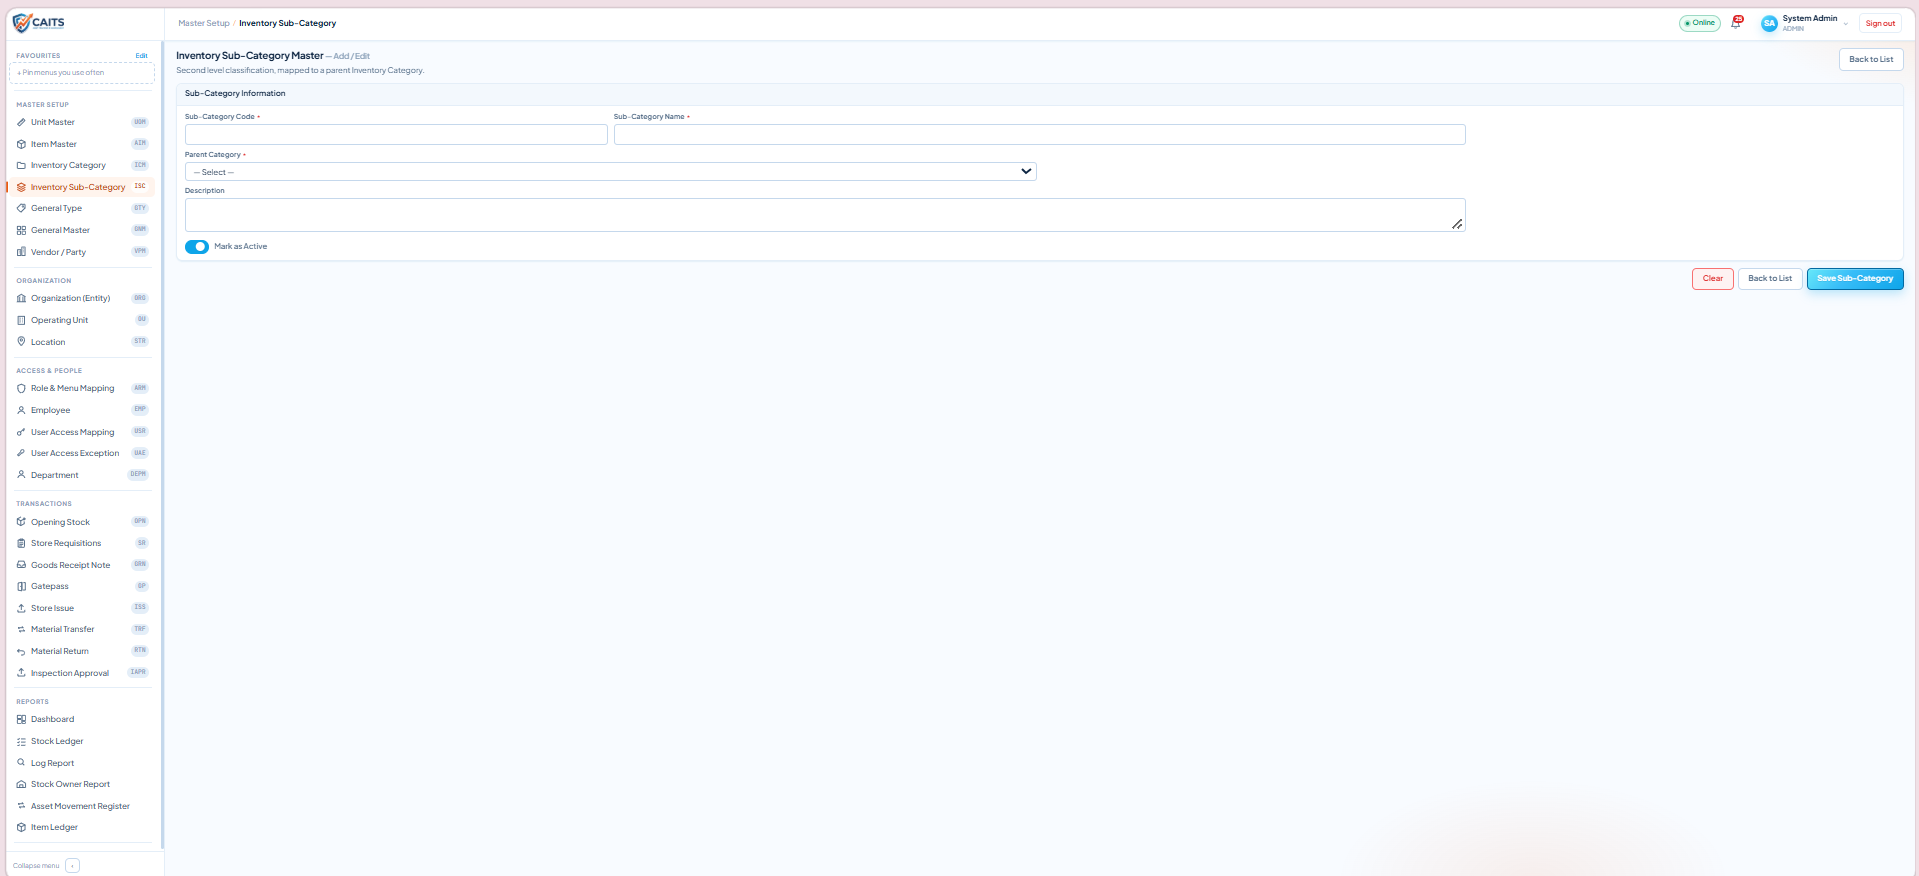 CAITS
Master Setup / Inventory Sub-Category
Online
25
SA
System Admin
ADMIN
Sign out
FAVOURITES
Edit
+ Pin menus you use often
MASTER SETUP
Unit Master UOM
Item Master AIM
Inventory Category ICM
Inventory Sub-Category ISC
General Type GTY
General Master GNM
Vendor / Party VPM
ORGANIZATION
Organization (Entity) ORG
Operating Unit OU
Location STR
ACCESS & PEOPLE
Role & Menu Mapping ARM
Employee EMP
User Access Mapping USR
User Access Exception UAE
Department DEPM
TRANSACTIONS
Opening Stock OPN
Store Requisitions SR
Goods Receipt Note GRN
Gatepass GP
Store Issue ISS
Material Transfer TRF
Material Return RTN
Inspection Approval IAPR
REPORTS
Dashboard
Stock Ledger
Log Report
Stock Owner Report
Asset Movement Register
Item Ledger
Collapse menu
Inventory Sub-Category Master — Add / Edit
Second level classification, mapped to a parent Inventory Category.
Back to List
Sub-Category Information
Sub-Category Code *
Sub-Category Name *
Parent Category *
— Select —
Description
Mark as Active
Clear
Back to List
Save Sub-Category